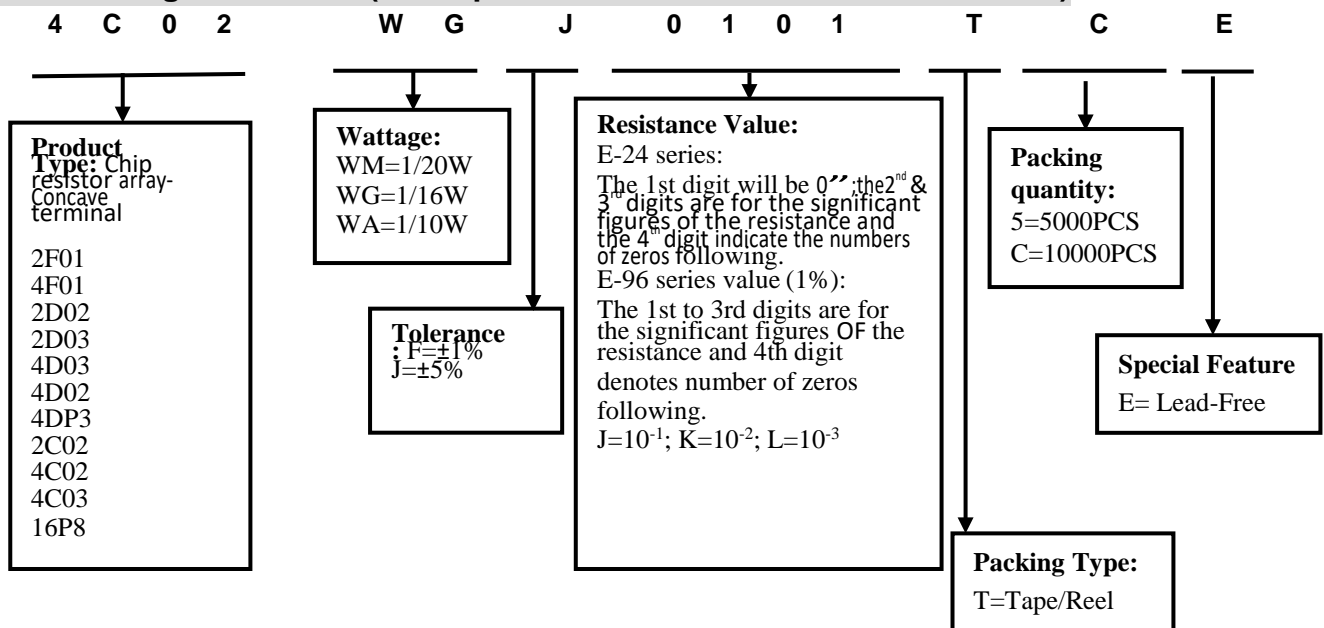 4 C 0 2 W G J 0 1 0 1 T C E
Product
Type: Chip
resistor array-
Concave
terminal
2F01
4F01
2D02
2D03
4D03
4D02
4DP3
2C02
4C02
4C03
16P8
Wattage:
WM=1/20W
WG=1/16W
WA=1/10W
Tolerance
: F=±1%
J=±5%
Resistance Value:
E-24 series:
The 1st digit will be 0’’;the2nd &
3rd digits are for the significant
figures of the resistance and
the 4th digit indicate the numbers
of zeros following.
E-96 series value (1%):
The 1st to 3rd digits are for
the significant figures OF the
resistance and 4th digit
denotes number of zeros
following.
J=10-1; K=10-2; L=10-3
Packing
quantity:
5=5000PCS
C=10000PCS
Special Feature
E= Lead-Free
Packing Type:
T=Tape/Reel